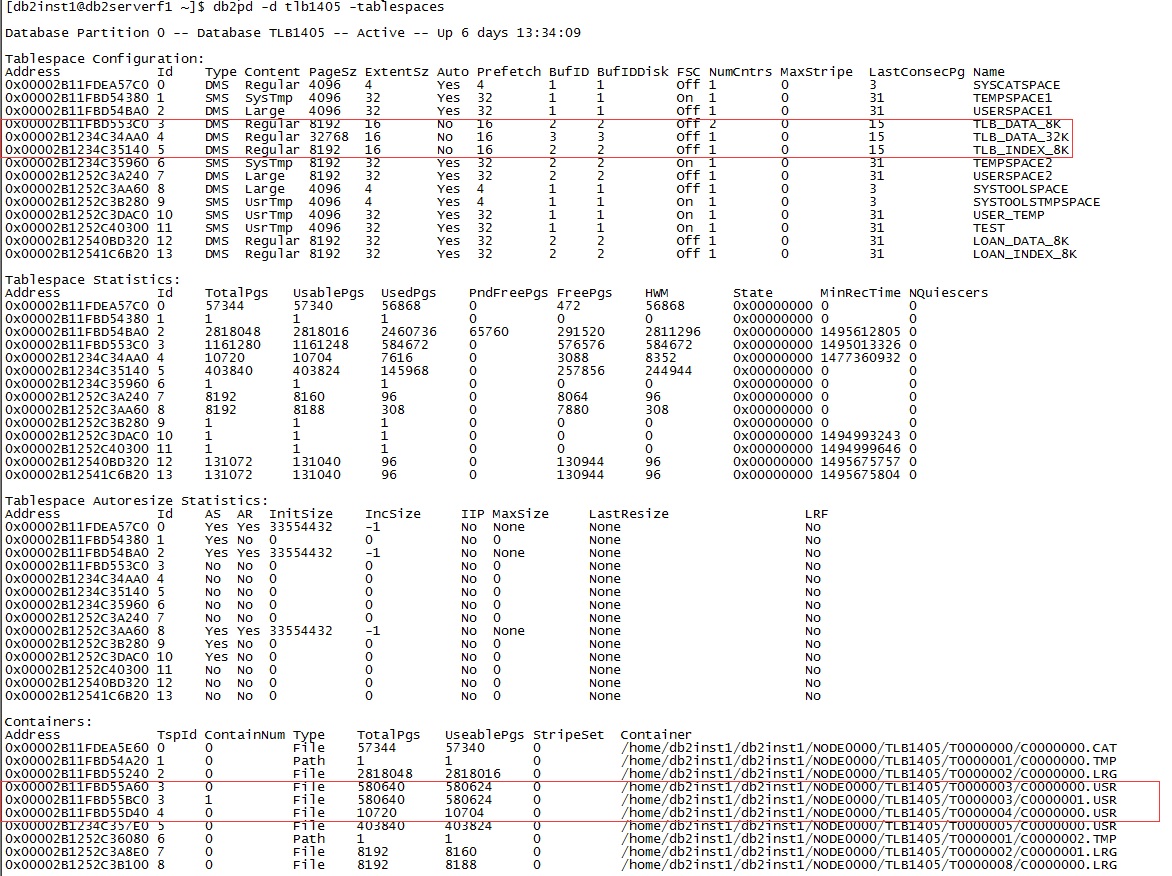 [db2inst1@db2serverf1 ~]$ db2pd -d tlb1405 -tablespaces
Database Partition 0 -- Database TLB1405 -- Active -- Up 6 days 13:34:09
Tablespace Configuration:
Address Id Type Content PageSz ExtentSz Auto Prefetch BufID BufIDDisk FSC NumCntrs MaxStripe LastConsecPg Name
0x00002B11FDEA57C0 0 DMS Regular 4096 4 Yes 4 1 1 Off 1 0 3 SYSCATSPACE
0x00002B11FBD54380 1 SMS SysTmp 4096 32 Yes 32 1 1 On 1 0 31 TEMPSPACE1
0x00002B11FBD54BA0 2 DMS Large 4096 32 Yes 32 1 1 Off 1 0 31 USERSPACE1
0x00002B11FBD553C0 3 DMS Regular 8192 16 No 16 2 2 Off 2 0 15 TLB_DATA_8K
0x00002B1234C34AA0 4 DMS Regular 32768 16 No 16 3 3 Off 1 0 15 TLB_DATA_32K
0x00002B1234C35140 5 DMS Regular 8192 16 No 16 2 2 Off 1 0 15 TLB_INDEX_8K
0x00002B1234C35960 6 SMS SysTmp 8192 32 Yes 32 2 2 On 1 0 31 TEMPSPACE2
0x00002B1252C3A240 7 DMS Large 8192 32 Yes 32 2 2 Off 1 0 31 USERSPACE2
0x00002B1252C3AA60 8 DMS Large 4096 4 Yes 4 1 1 Off 1 0 3 SYSTOOLSPACE
0x00002B1252C3B280 9 SMS UsrTmp 4096 4 Yes 4 1 1 On 1 0 3 SYSTOOLSTMPSPACE
0x00002B1252C3DAC0 10 SMS UsrTmp 4096 32 Yes 32 1 1 On 1 0 31 USER_TEMP
0x00002B1252C40300 11 SMS UsrTmp 4096 32 Yes 32 1 1 On 1 0 31 TEST
0x00002B12540BD320 12 DMS Regular 8192 32 Yes 32 2 2 Off 1 0 31 LOAN_DATA_8K
0x00002B12541C6B20 13 DMS Regular 8192 32 Yes 32 2 2 Off 1 0 31 LOAN_INDEX_8K
Tablespace Statistics:
Address Id TotalPgs UsablePgs UsedPgs PndFreePgs FreePgs HWM State MinRecTime NQuiescers
0x00002B11FDEA57C0 0 57344 57340 56868 0 472 56868 0x00000000 0 0
0x00002B11FBD54380 1 1 1 1 0 0 0 0x00000000 0 0
0x00002B11FBD54BA0 2 2818048 2818016 2460736 65760 291520 2811296 0x00000000 1495612805 0
0x00002B11FBD553C0 3 1161280 1161248 584672 0 576576 584672 0x00000000 1495013326 0
0x00002B1234C34AA0 4 10720 10704 7616 0 3088 8352 0x00000000 1477360932 0
0x00002B1234C35140 5 403840 403824 145968 0 257856 244944 0x00000000 0 0
0x00002B1234C35960 6 1 1 1 0 0 0 0x00000000 0 0
0x00002B1252C3A240 7 8192 8160 96 0 8064 96 0x00000000 0 0
0x00002B1252C3AA60 8 8192 8188 308 0 7880 308 0x00000000 0 0
0x00002B1252C3B280 9 1 1 1 0 0 0 0x00000000 0 0
0x00002B1252C3DAC0 10 1 1 1 0 0 0 0x00000000 1494993243 0
0x00002B1252C40300 11 1 1 1 0 0 0 0x00000000 1494999646 0
0x00002B12540BD320 12 131072 131040 96 0 130944 96 0x00000000 1495675757 0
0x00002B12541C6B20 13 131072 131040 96 0 130944 96 0x00000000 1495675804 0
Tablespace Autoresize Statistics:
Address Id AS AR InitSize IncSize IIP MaxSize LastResize LRF
0x00002B11FDEA57C0 0 Yes Yes 33554432 -1 No None None No
0x00002B11FBD54380 1 Yes No 0 0 No 0 None No
0x00002B11FBD54BA0 2 Yes Yes 33554432 -1 No None None No
0x00002B11FBD553C0 3 No No 0 0 No 0 None No
0x00002B1234C34AA0 4 No No 0 0 No 0 None No
0x00002B1234C35140 5 No No 0 0 No 0 None No
0x00002B1234C35960 6 No No 0 0 No 0 None No
0x00002B1252C3A240 7 No No 0 0 No 0 None No
0x00002B1252C3AA60 8 Yes Yes 33554432 -1 No None None No
0x00002B1252C3B280 9 Yes No 0 0 No 0 None No
0x00002B1252C3DAC0 10 Yes No 0 0 No 0 None No
0x00002B1252C40300 11 No No 0 0 No 0 None No
0x00002B12540BD320 12 No No 0 0 No 0 None No
0x00002B12541C6B20 13 No No 0 0 No 0 None No
Containers:
Address TspId ContainNum Type TotalPgs UseablePgs StripeSet Container
0x00002B11FDEA5E60 0 0 File 57344 57340 0 /home/db2inst1/db2inst1/NODE0000/TLB1405/T0000000/C0000000.CAT
0x00002B11FBD54A20 1 0 Path 1 1 0 /home/db2inst1/db2inst1/NODE0000/TLB1405/T0000001/C0000000.TMP
0x00002B11FBD55240 2 0 File 2818048 2818016 0 /home/db2inst1/db2inst1/NODE0000/TLB1405/T0000002/C0000000.LRG
0x00002B11FBD55A60 3 0 File 580640 580624 0 /home/db2inst1/db2inst1/NODE0000/TLB1405/T0000003/C0000000.USR
0x00002B11FBD55BC0 3 1 File 580640 580624 0 /home/db2inst1/db2inst1/NODE0000/TLB1405/T0000003/C0000001.USR
0x00002B11FBD55D40 4 0 File 10720 10704 0 /home/db2inst1/db2inst1/NODE0000/TLB1405/T0000004/C0000000.USR
0x00002B1234C357E0 5 0 File 403840 403824 0 /home/db2inst1/db2inst1/NODE0000/TLB1405/T0000005/C0000000.USR
0x00002B1252C36080 6 0 Path 1 1 0 /home/db2inst1/db2inst1/NODE0000/TLB1405/T0000001/C0000002.TMP
0x00002B1252C3A8E0 7 0 File 8192 8160 0 /home/db2inst1/db2inst1/NODE0000/TLB1405/T0000002/C0000001.LRG
0x00002B1252C3B100 8 0 File 8192 8188 0 /home/db2inst1/db2inst1/NODE0000/TLB1405/T0000008/C0000000.LRG